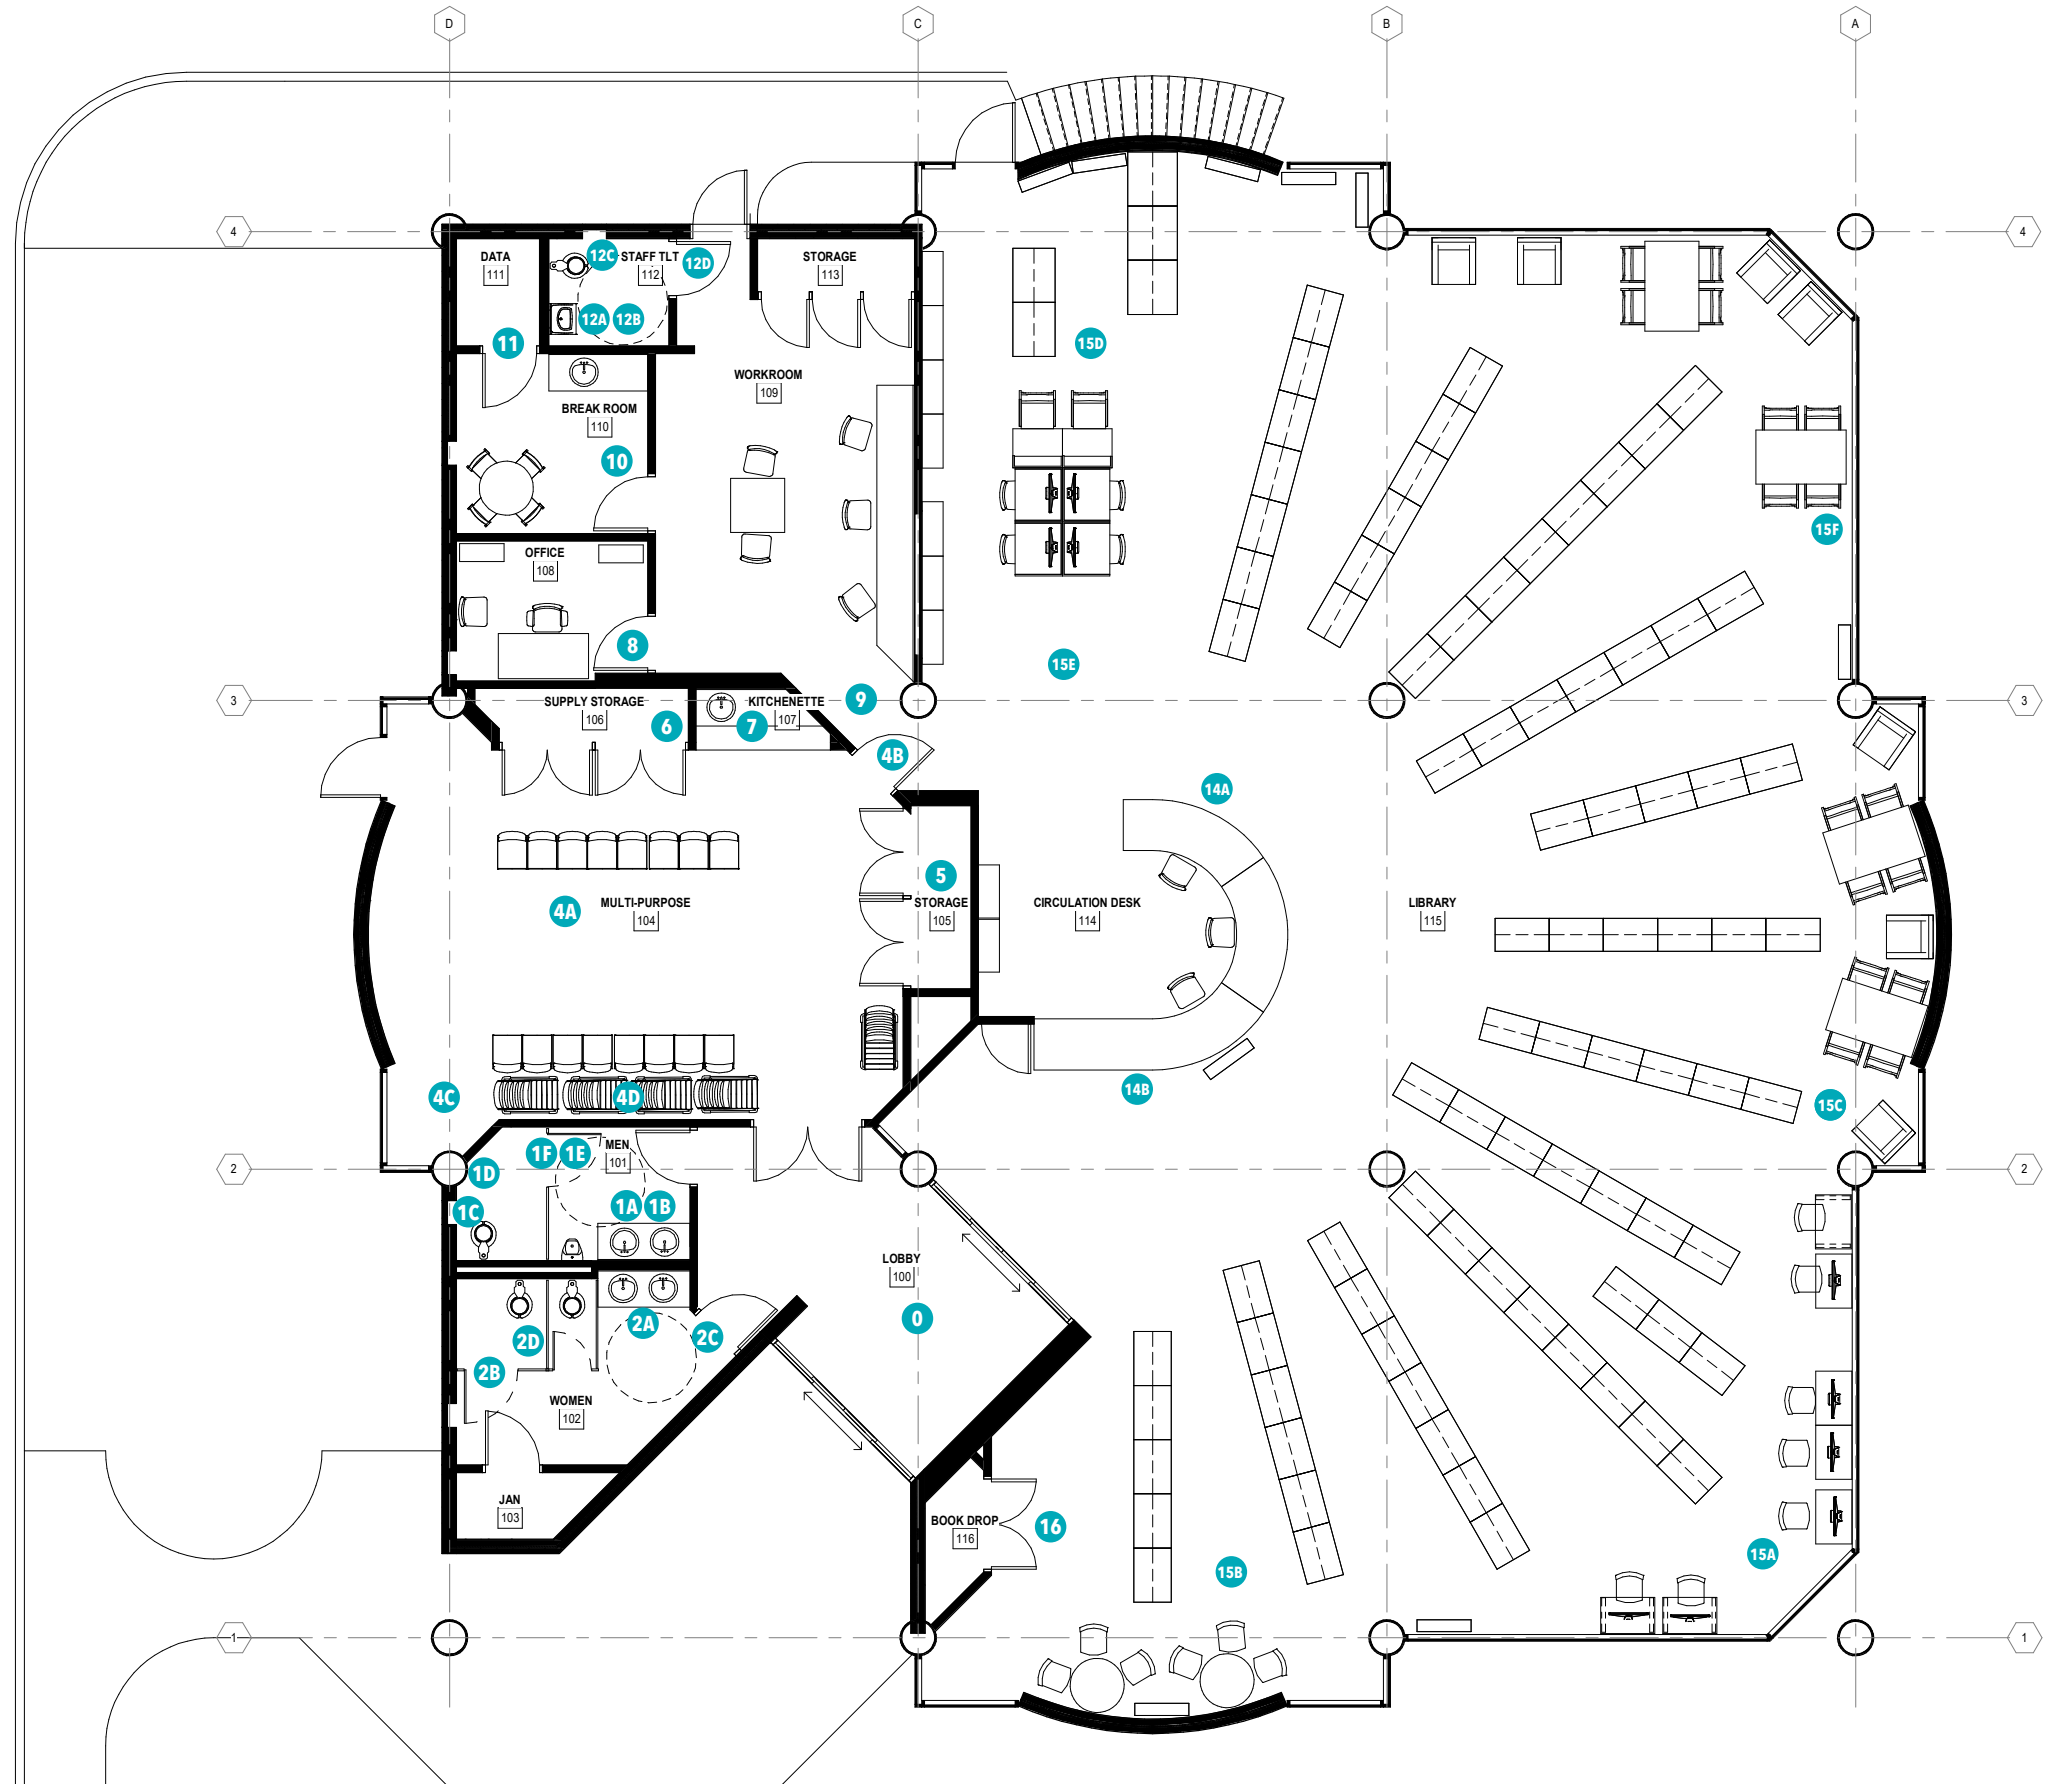 D
C
B
A
4
4
DATA
111
12C
STAFF TLT
112
12D
STORAGE
113
12A
12B
11
15D
WORKROOM
109
BREAK ROOM
110
10
15F
OFFICE
108
8
15E
3
SUPPLY STORAGE
106
6
7
KITCHENETTE
107
9
3
4B
14A
5
4A
MULTI-PURPOSE
104
STORAGE
105
CIRCULATION DESK
114
LIBRARY
115
4C
4D
14B
15C
2
1F
1E
MEN
101
2
1D
1C
1A
1B
LOBBY
100
0
2A
2C
2D
2B
WOMEN
102
JAN
103
BOOK DROP
116
16
15A
15B
1
1